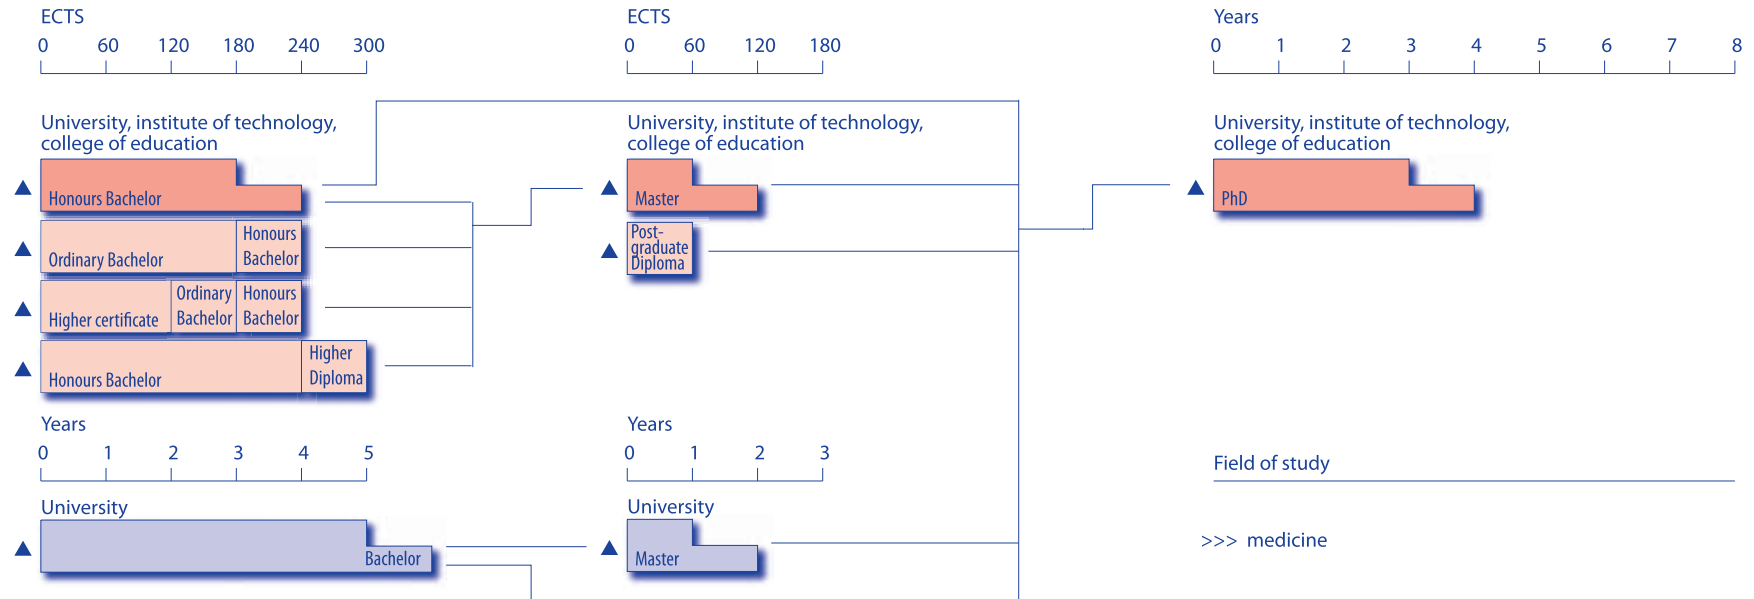 ECTS
0 60 120 180 240 300
University, institute of technology,
college of education
Honours Bachelor
Ordinary Bachelor
Honours
Bachelor
Higher certificate
Ordinary
Bachelor
Honours
Bachelor
Honours Bachelor
Higher
Diploma
Years
0 1 2 3 4 5
University
Bachelor
ECTS
0 60 120 180
University, institute of technology,
college of education
Master
Post-
graduate
Diploma
Years
0 1 2 3
University
Master
Years
0 1 2 3 4 5 6 7 8
University, institute of technology,
college of education
PhD
Field of study
>>> medicine